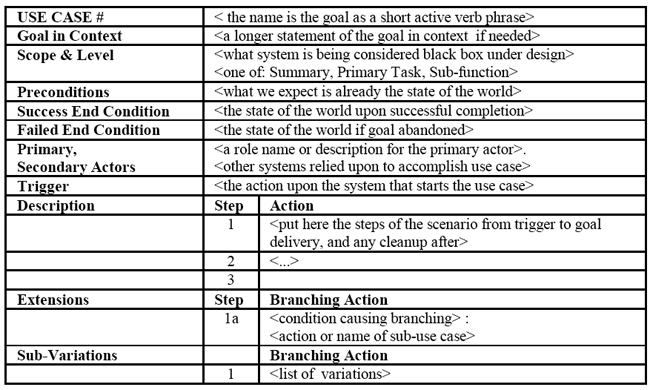 USE CASE # < the name is the goal as a short active verb phrase>
Goal in Context <a longer statement of the goal in context if needed>
Scope & Level <what system is being considered black box under design>
<one of: Summary, Primary Task, Sub-function>
Preconditions <what we expect is already the state of the world>
Success End Condition <the state of the world upon successful completion>
Failed End Condition <the state of the world if goal abandoned>
Primary, <a role name or description for the primary actor>.
Secondary Actors <other systems relied upon to accomplish use case>
Trigger <the action upon the system that starts the use case>
Description Step Action
1 <put here the steps of the scenario from trigger to goal
delivery, and any cleanup after>
2 <...>
3
Extensions Step Branching Action
1a <condition causing branching> :
<action or name of sub-use case>
Sub-Variations Branching Action
1 <list of variations>